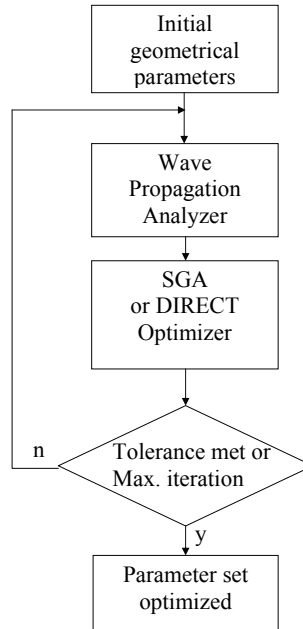 Initial
geometrical
parameters
Wave
Propagation
Analyzer
SGA
or DIRECT
Optimizer
n
Tolerance met or
Max. iteration
y
Parameter set
optimized